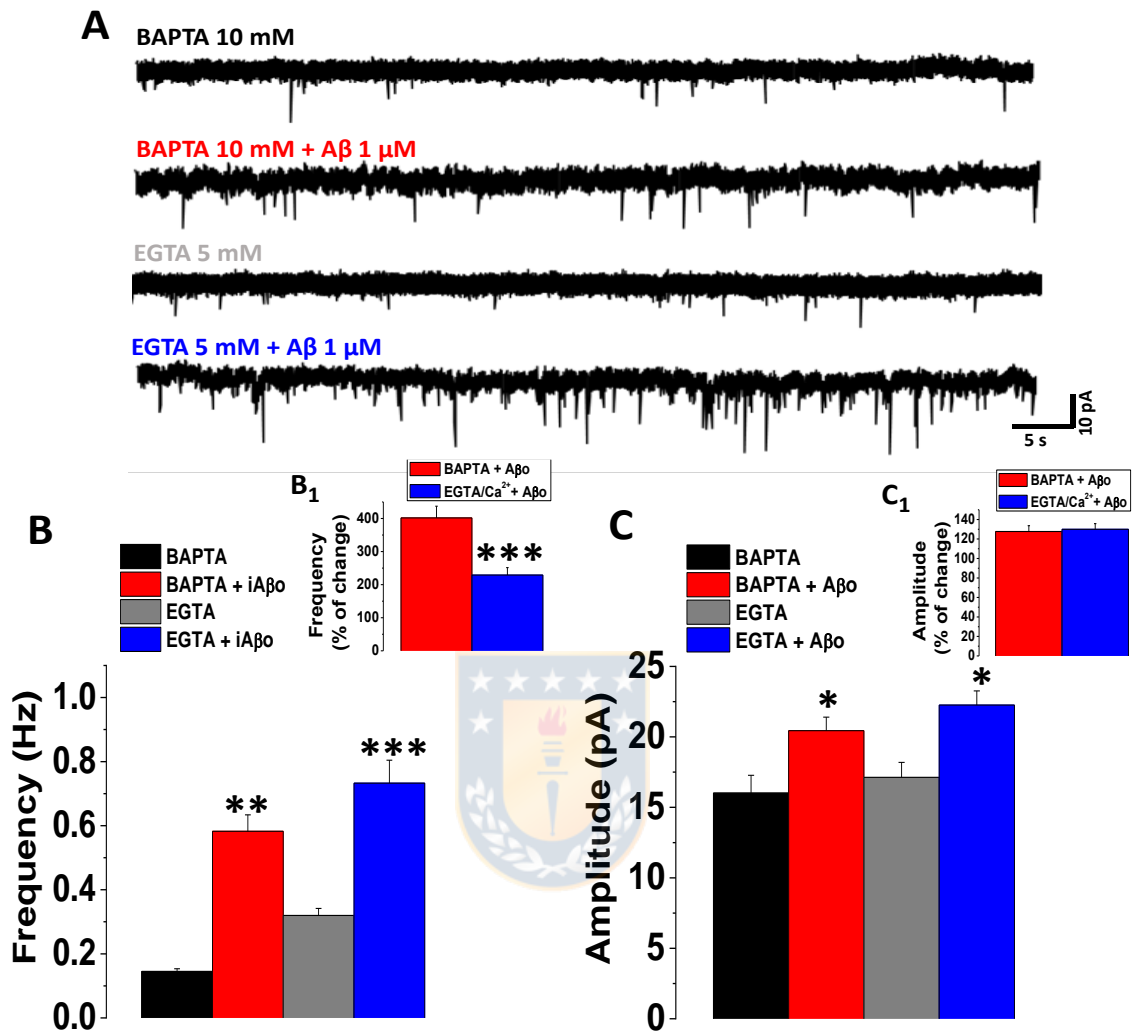 A
BAPTA 10 mM
BAPTA 10 mM + Aβ 1 µM
EGTA 5 mM
EGTA 5 mM + Aβ 1 µM
10 pA
5 s
B
BAPTA
BAPTA + iAβo
EGTA
EGTA + iAβo
B1
BAPTA + Aβo
EGTA/Ca²⁺+ Aβo
Frequency
(% of change)
400
300
200
100
0
***
Frequency (Hz)
1.0
0.8
0.6
0.4
0.2
0.0
**
***
C
BAPTA
BAPTA + Aβo
EGTA
EGTA + Aβo
C1
BAPTA + Aβo
EGTA/Ca²⁺+ Aβo
Amplitude
(% of change)
140
120
100
80
60
40
20
0
Amplitude (pA)
25
20
15
10
5
0
*
*